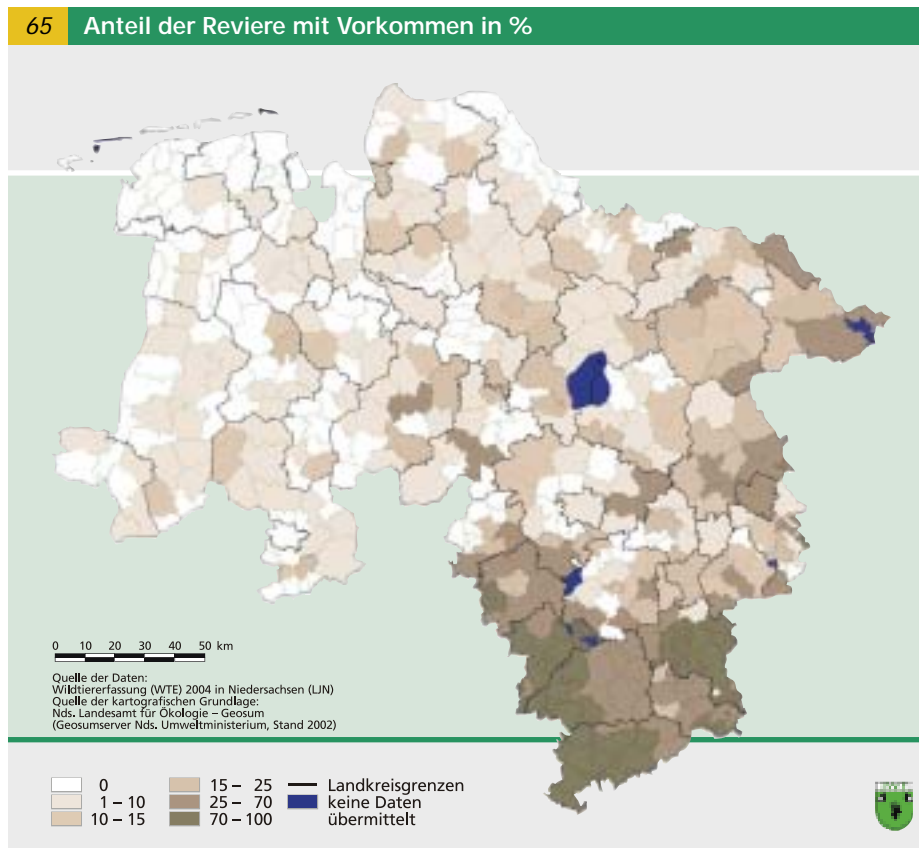 65 Anteil der Reviere mit Vorkommen in %
0 10 20 30 40 50 km
Quelle der Daten:
Wildtiererfassung (WTE) 2004 in Niedersachsen (LJN)
Quelle der kartografischen Grundlage:
Nds. Landesamt für Ökologie – Geosum
(Geosumserver Nds. Umweltministerium, Stand 2002)
0
1 – 10
10 – 15
15 – 25
25 – 70
70 – 100
Landkreisgrenzen
keine Daten
übermittelt